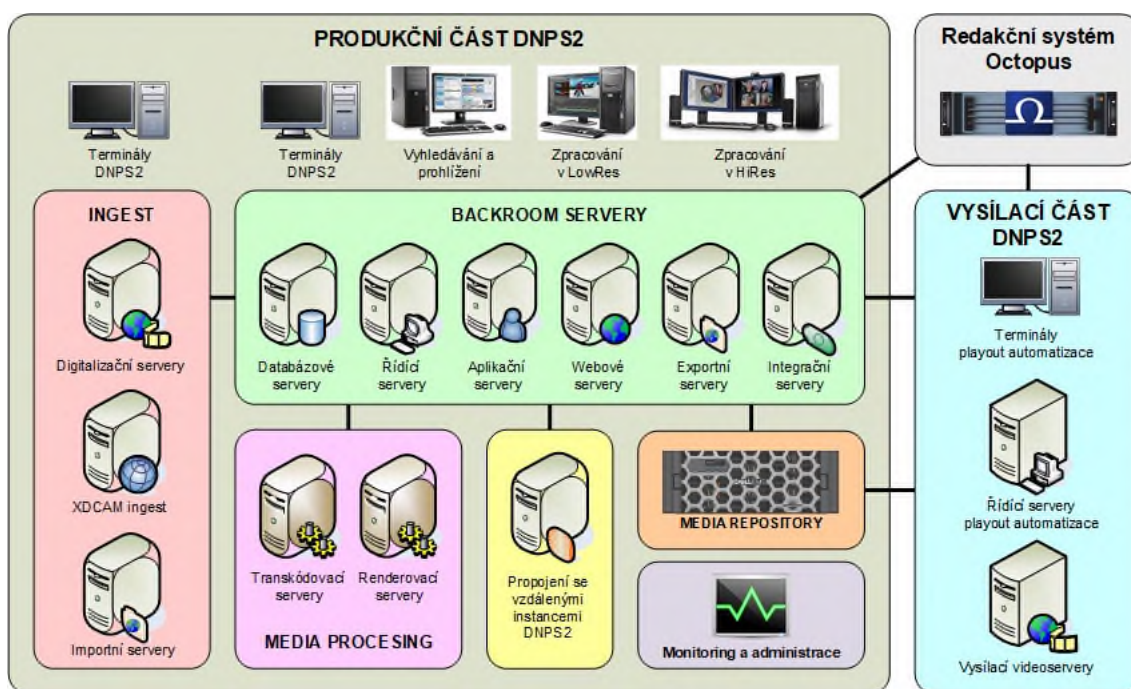 PRODUKČNÍ ČÁST DNPS2
Terminály
DNPS2
Terminály
DNPS2
Vyhledávání a
prohlížení
Zpracování
v LowRes
Zpracování
v HiRes
Redakční systém
Octopus
INGEST
Digitalizační servery
XDCAM ingest
Importní servery
BACKROOM SERVERY
Databázové
servery
Řídící
servery
Aplikační
servery
Webové
servery
Exportní
servery
Integrační
servery
Transkódovací
servery
Renderovací
servery
MEDIA PROCESING
Propojení se
vzdálenými
instancemi
DNPS2
MEDIA REPOSITORY
Monitoring a administrace
VYSÍLACÍ ČÁST
DNPS2
Terminály
playout automatizace
Řídící servery
playout automatizace
Vysílací videoservery